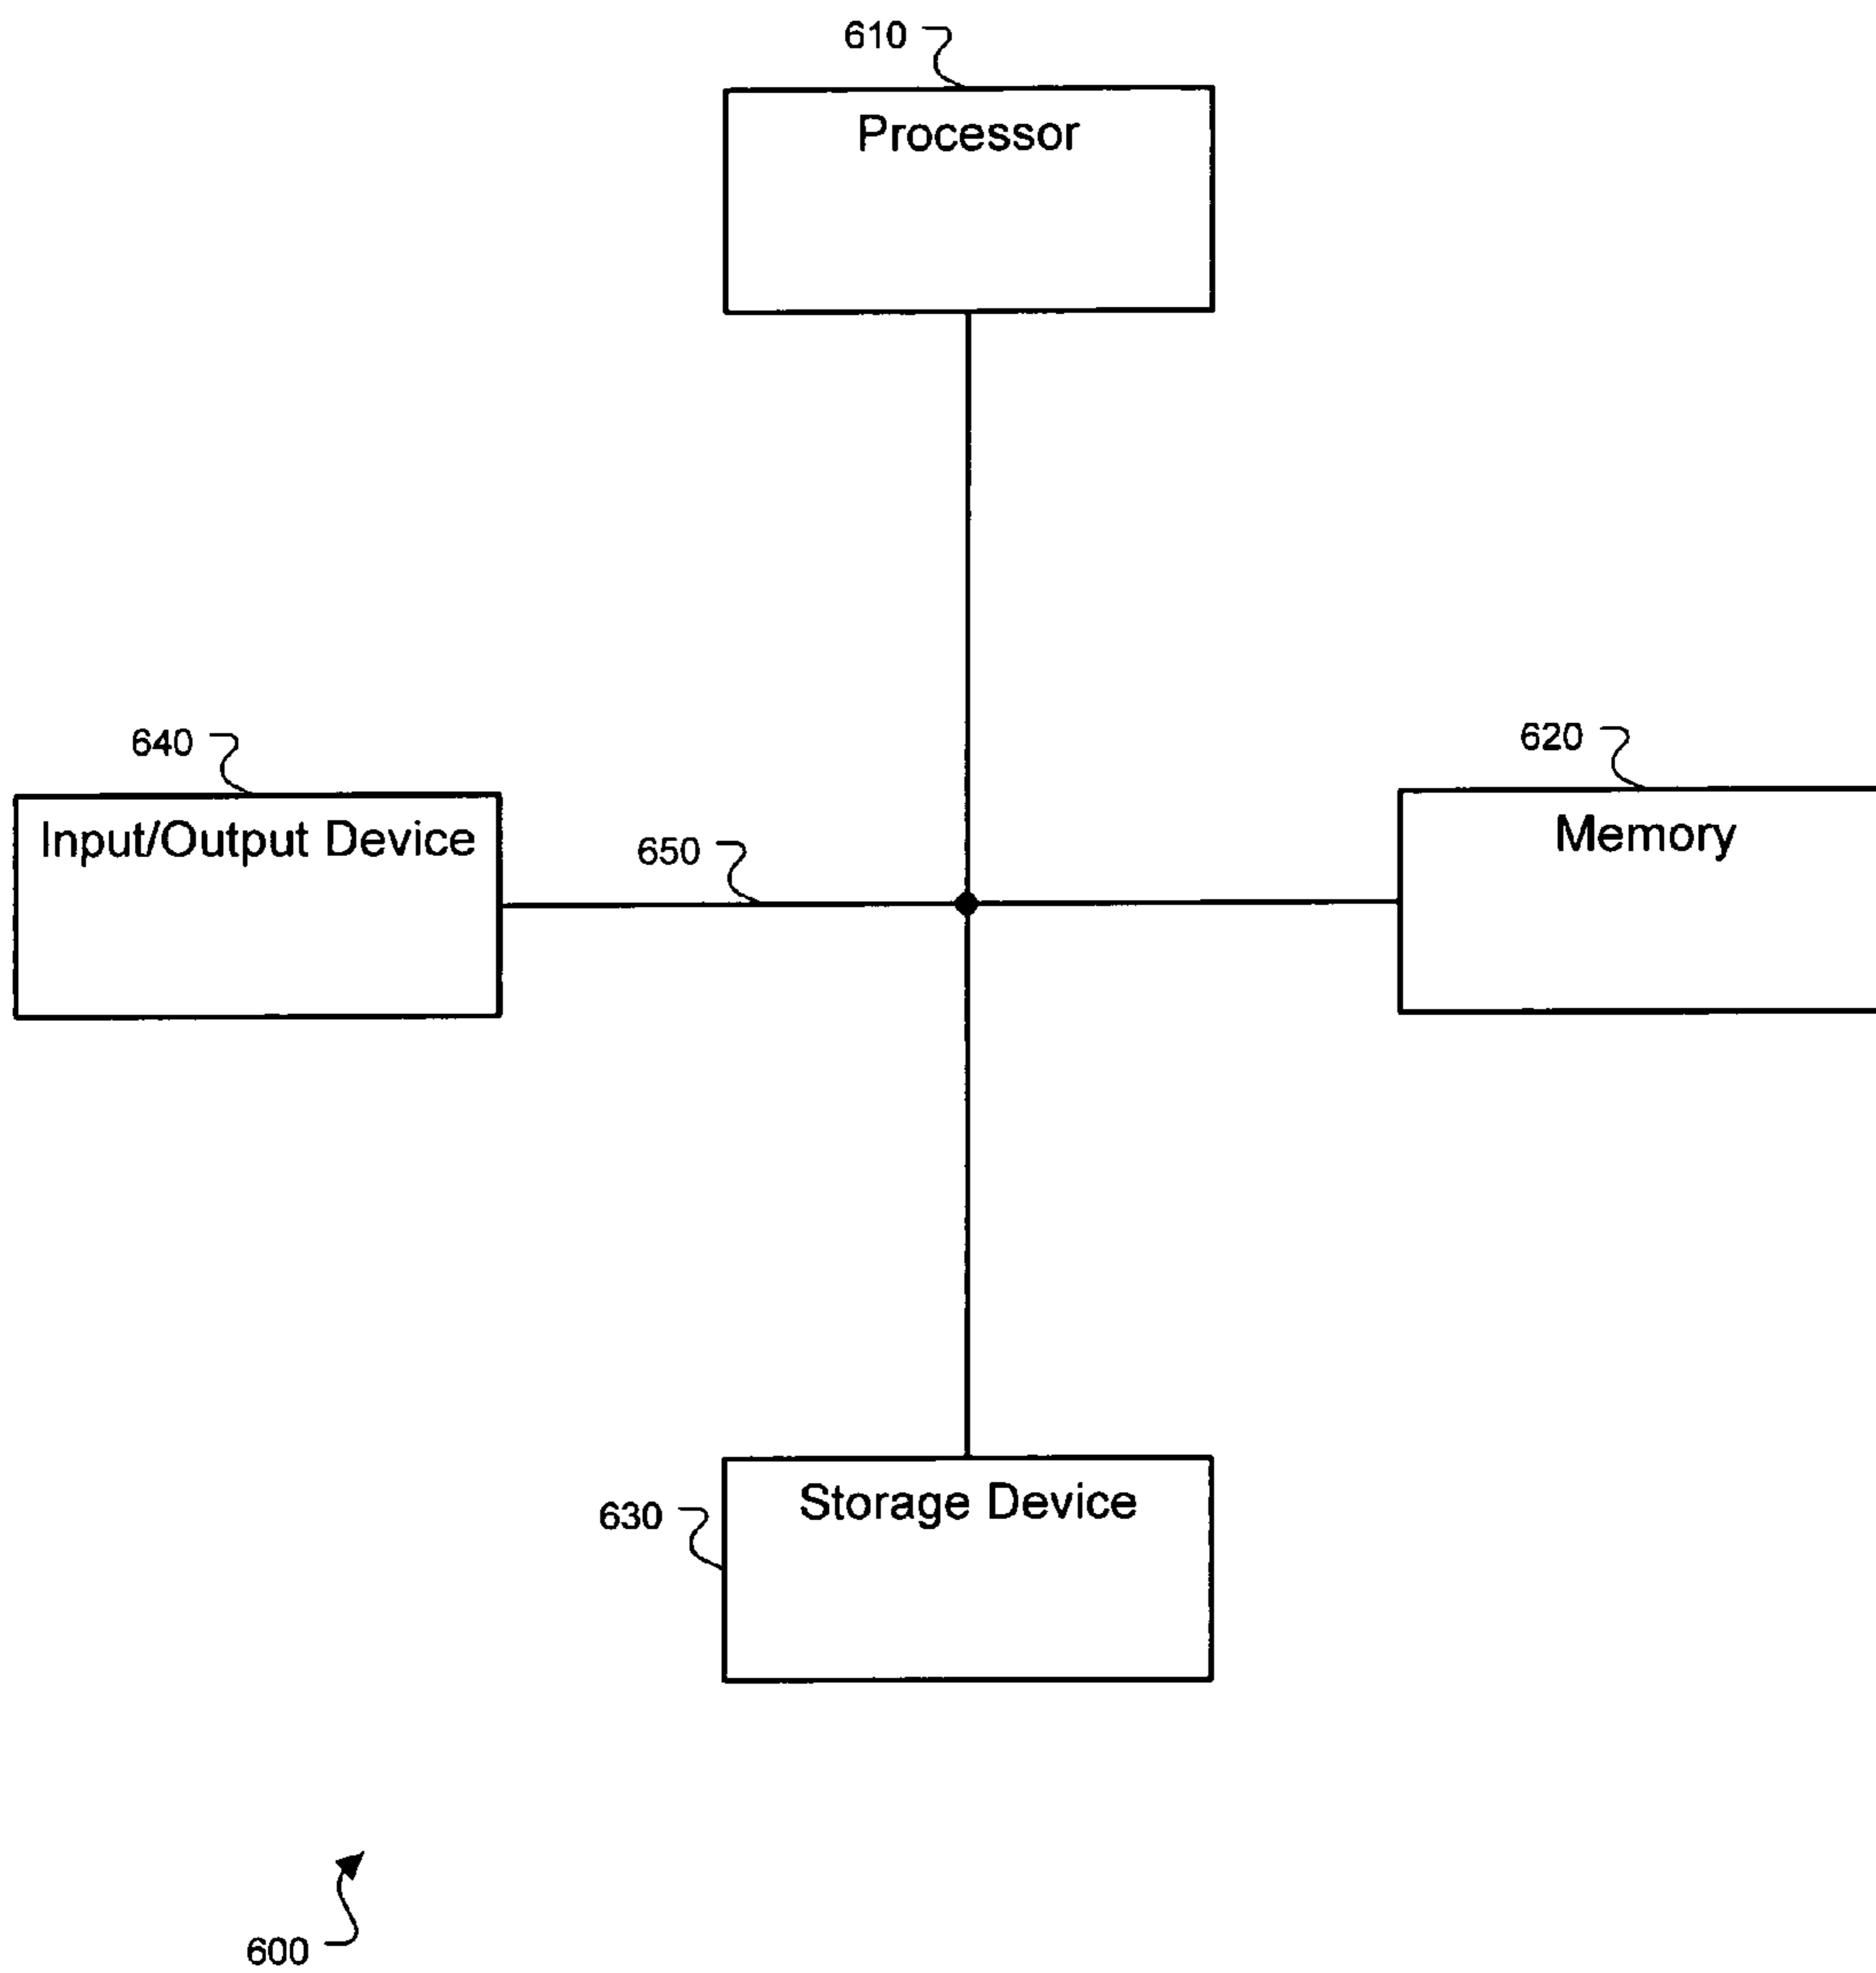 610
Processor
640
620
Input/Output Device
650
Memory
630
Storage Device
600